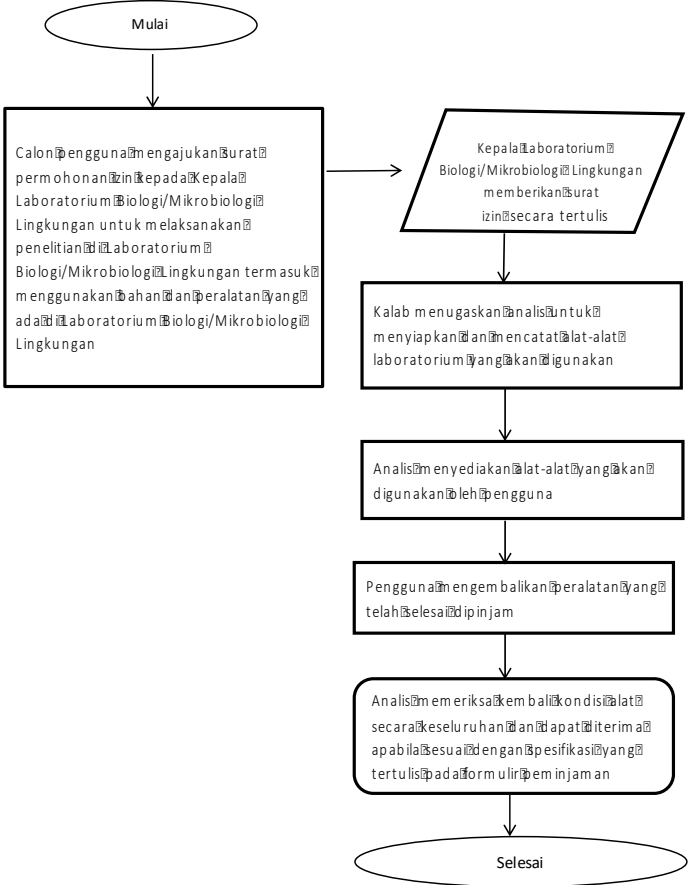 Mulai
Calon pengguna mengajukan surat
permohonan izin kepada Kepala
Laboratorium Biologi/Mikrobiologi
Lingkungan untuk melaksanakan
penelitian di Laboratorium
Biologi/Mikrobiologi Lingkungan termasuk
menggunakan bahan dan peralatan yang
ada di Laboratorium Biologi/Mikrobiologi
Lingkungan
Kepala Laboratorium
Biologi/Mikrobiologi Lingkungan
memberikan surat
izin secara tertulis
Kalab menugaskan analis untuk
menyiapkan dan mencatat alat-alat
laboratorium yang akan digunakan
Analis menyediakan alat-alat yang akan
digunakan oleh pengguna
Pengguna mengembalikan peralatan yang
telah selesai dipinjam
Analis memeriksa kembali kondisi alat
secara keseluruhan dan dapat diterima
apabila sesuai dengan spesifikasi yang
tertulis pada formulir peminjaman
Selesai